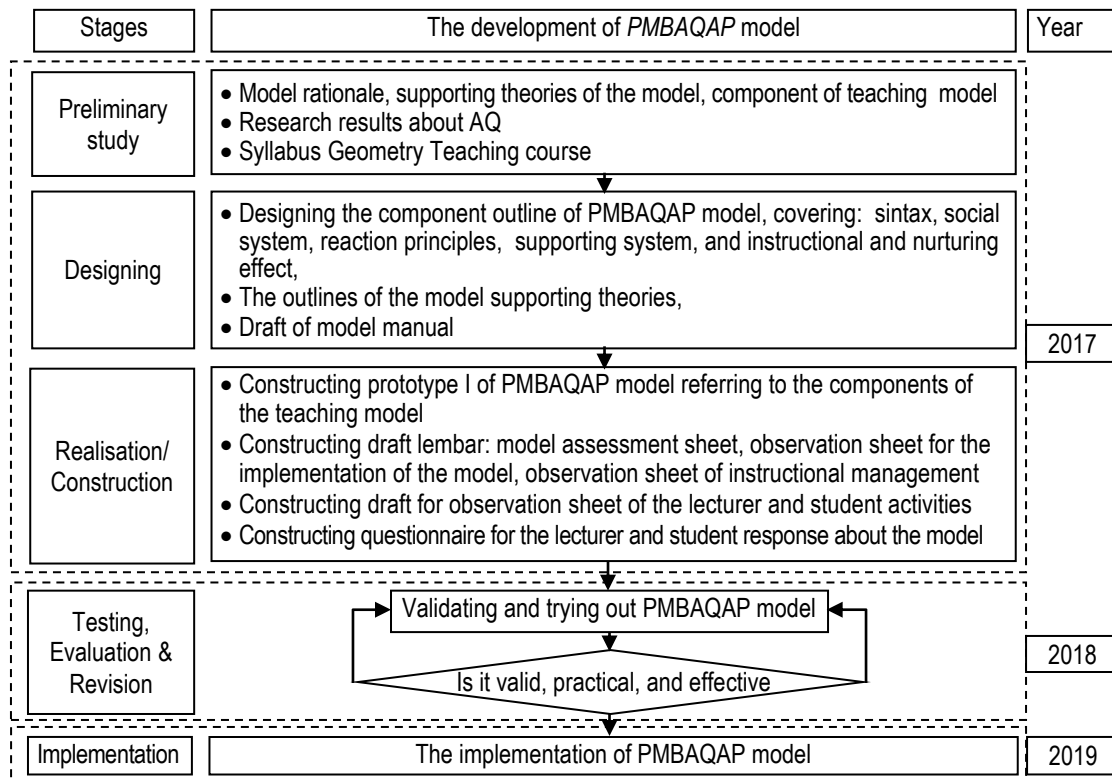 Stages
The development of PMBAQAP model
Year
Preliminary
study
• Model rationale, supporting theories of the model, component of teaching model
• Research results about AQ
• Syllabus Geometry Teaching course
Designing
• Designing the component outline of PMBAQAP model, covering: sintax, social
system, reaction principles, supporting system, and instructional and nurturing
effect,
• The outlines of the model supporting theories,
• Draft of model manual
2017
Realisation/
Construction
• Constructing prototype I of PMBAQAP model referring to the components of
the teaching model
• Constructing draft lembar: model assessment sheet, observation sheet for the
implementation of the model, observation sheet of instructional management
• Constructing draft for observation sheet of the lecturer and student activities
• Constructing questionnaire for the lecturer and student response about the model
Testing,
Evaluation &
Revision
Validating and trying out PMBAQAP model
Is it valid, practical, and effective
2018
Implementation
The implementation of PMBAQAP model
2019